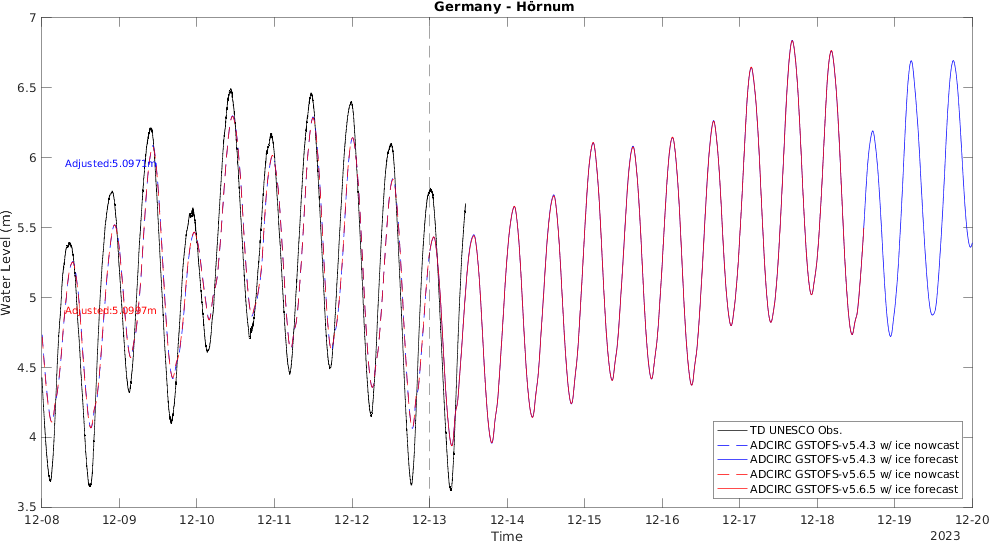 Germany - Hörnum
7
6.5
6
5.5
5
4.5
4
3.5
Water Level (m)
Adjusted:5.0971m
Adjusted:5.0997m
TD UNESCO Obs.
ADCIRC GSTOFS-v5.4.3 w/ ice nowcast
ADCIRC GSTOFS-v5.4.3 w/ ice forecast
ADCIRC GSTOFS-v5.6.5 w/ ice nowcast
ADCIRC GSTOFS-v5.6.5 w/ ice forecast
12-08 12-09 12-10 12-11 12-12 12-13 12-14 12-15 12-16 12-17 12-18 12-19 12-20
Time
2023